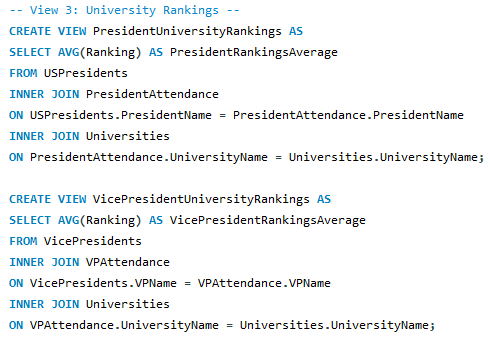 -- View 3: University Rankings --
CREATE VIEW PresidentUniversityRankings AS
SELECT AVG(Ranking) AS PresidentRankingsAverage
FROM USPresidents
INNER JOIN PresidentAttendance
ON USPresidents.PresidentName = PresidentAttendance.PresidentName
INNER JOIN Universities
ON PresidentAttendance.UniversityName = Universities.UniversityName;
CREATE VIEW VicePresidentUniversityRankings AS
SELECT AVG(Ranking) AS VicePresidentRankingsAverage
FROM VicePresidents
INNER JOIN VPAttendance
ON VicePresidents.VPName = VPAttendance.VPName
INNER JOIN Universities
ON VPAttendance.UniversityName = Universities.UniversityName;